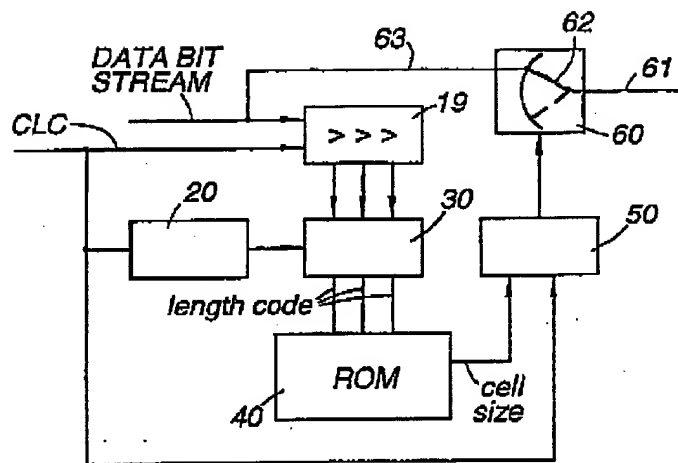 62
63
61
DATA BIT
STREAM
19
CLC
> > >
60
20
30
50
length code
ROM
40
cell
size